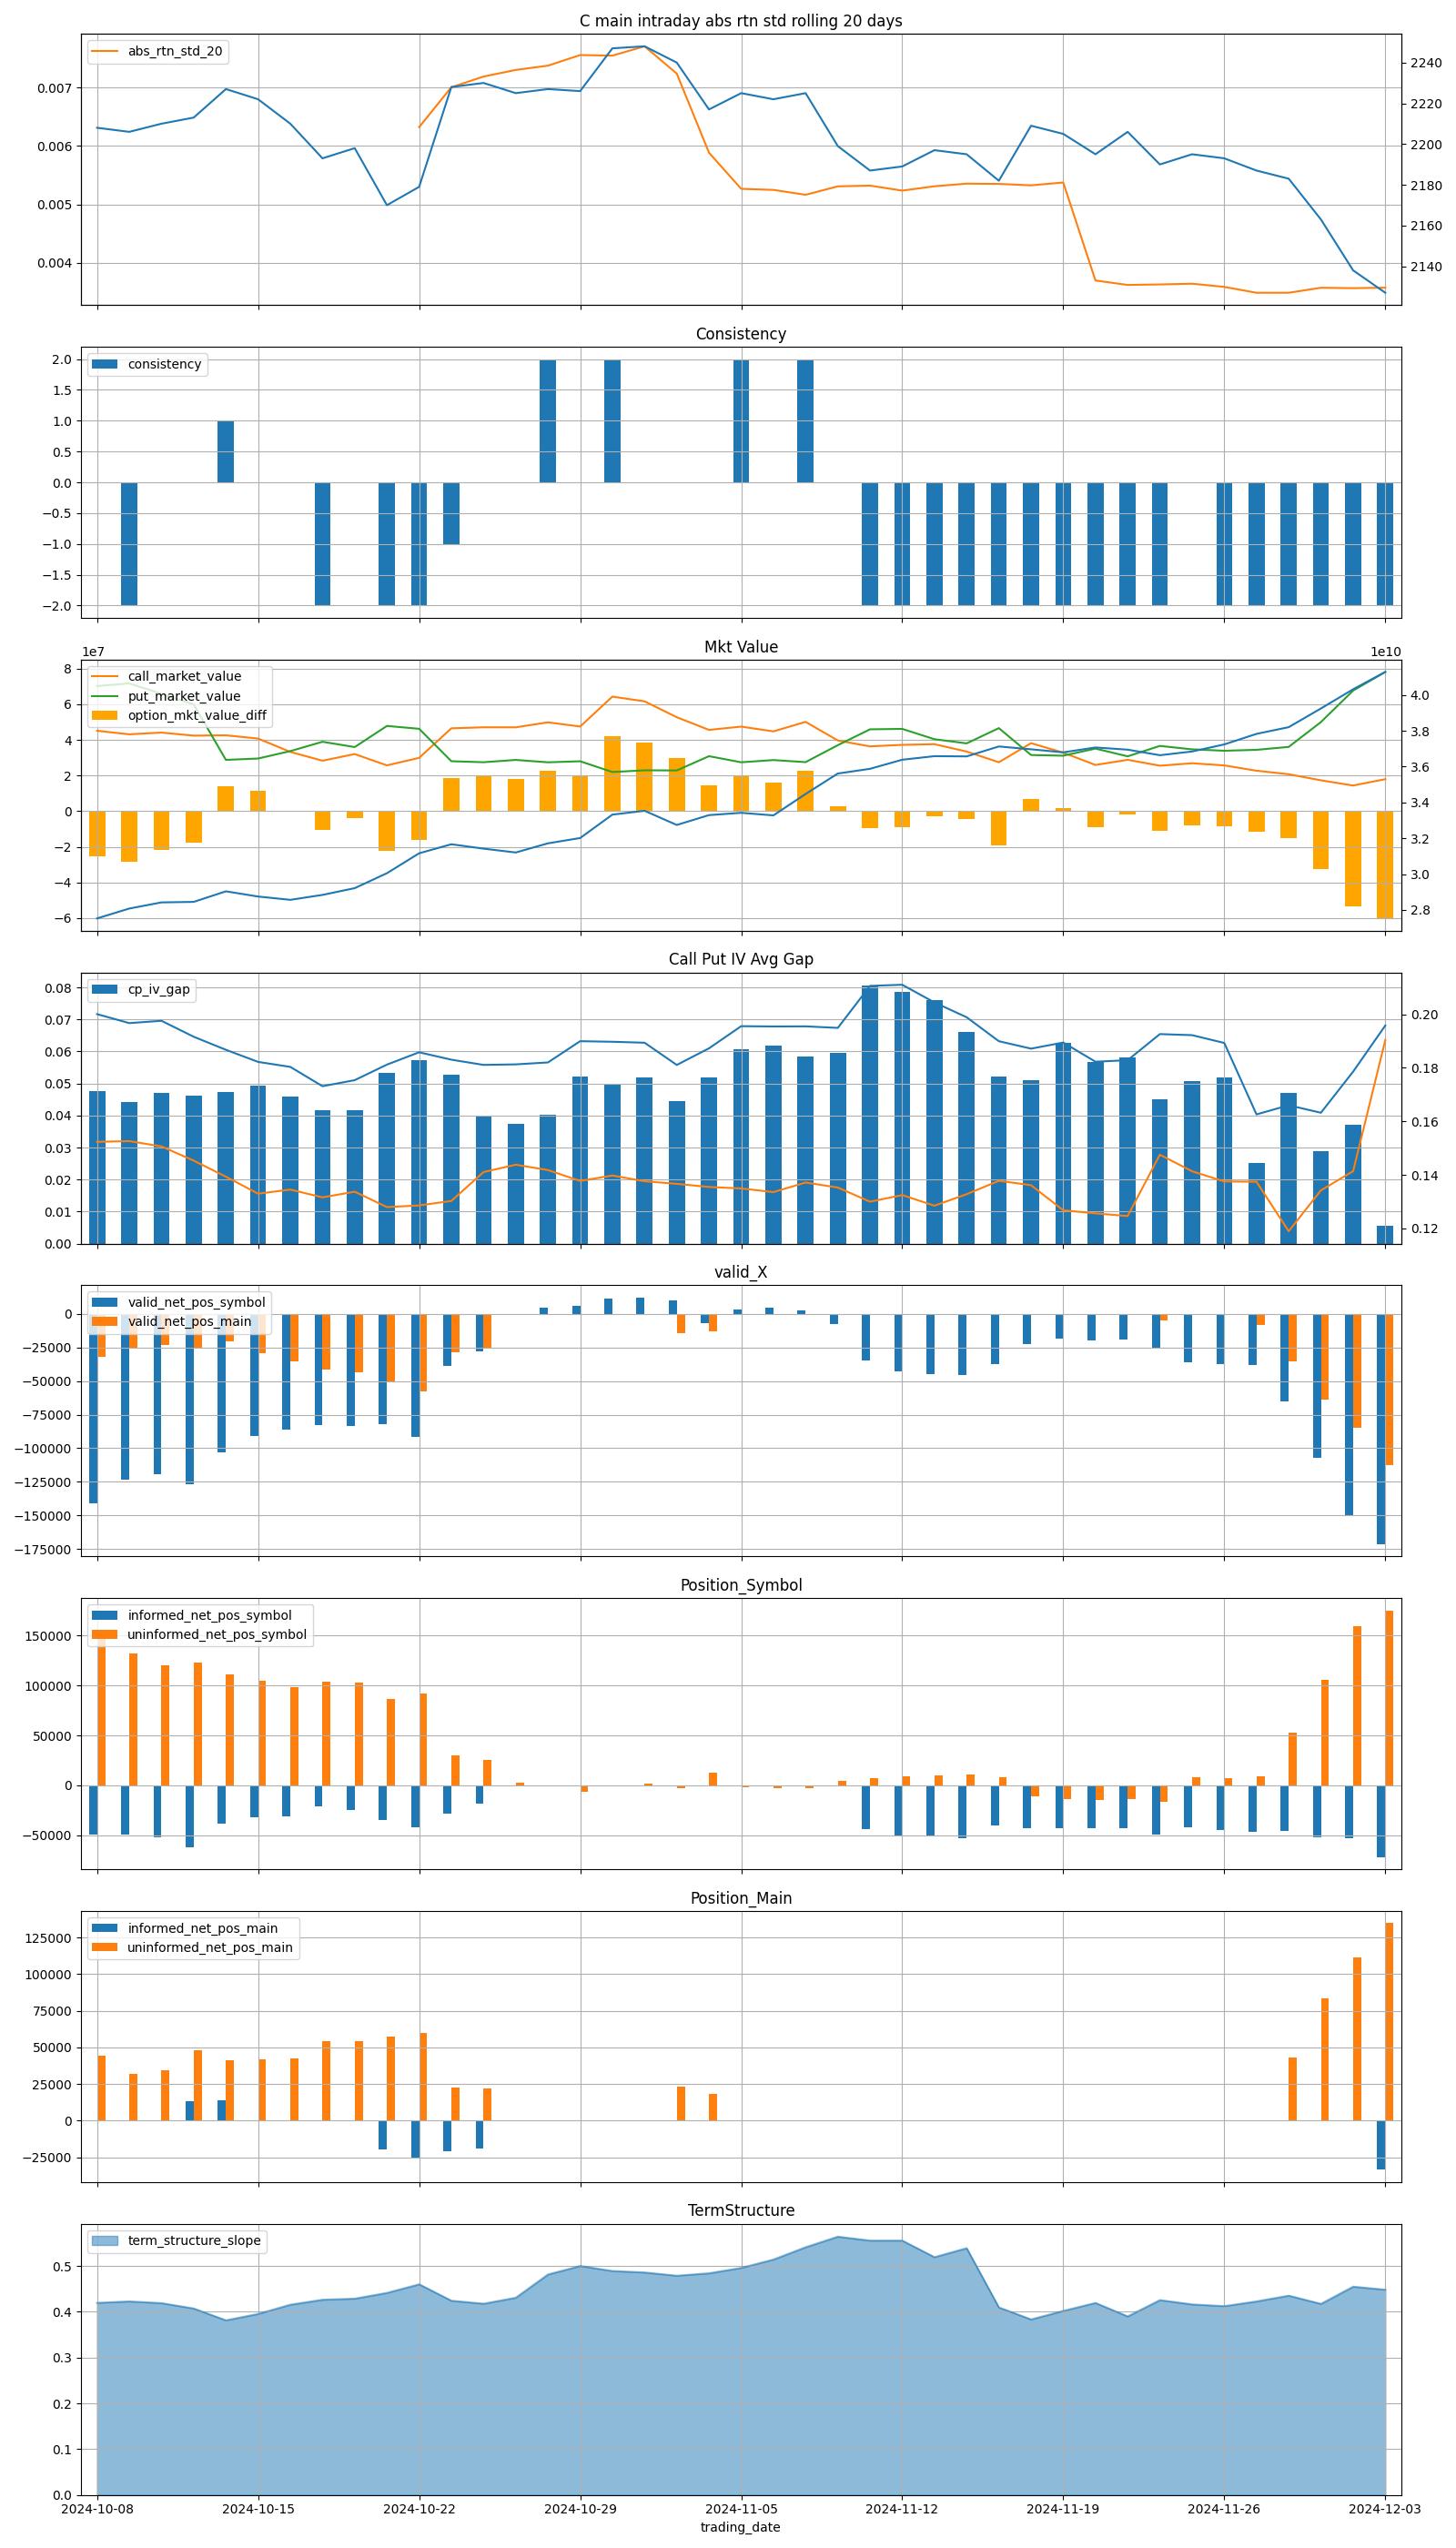 C main intraday abs rtn std rolling 20 days
abs_rtn_std_20
0.007
0.006
0.005
0.004
2240
2220
2200
2180
2160
2140
Consistency
consistency
2.0
1.5
1.0
0.5
0.0
−0.5
−1.0
−1.5
−2.0
Mkt Value
1e7
1e10
call_market_value
put_market_value
option_mkt_value_diff
8
6
4
2
0
−2
−4
−6
4.0
3.8
3.6
3.4
3.2
3.0
2.8
Call Put IV Avg Gap
cp_iv_gap
0.08
0.07
0.06
0.05
0.04
0.03
0.02
0.01
0.00
0.20
0.18
0.16
0.14
0.12
valid_X
valid_net_pos_symbol
valid_net_pos_main
0
−25000
−50000
−75000
−100000
−125000
−150000
−175000
Position_Symbol
informed_net_pos_symbol
uninformed_net_pos_symbol
150000
100000
50000
0
−50000
Position_Main
informed_net_pos_main
uninformed_net_pos_main
125000
100000
75000
50000
25000
0
−25000
TermStructure
term_structure_slope
0.5
0.4
0.3
0.2
0.1
0.0
2024-10-08 2024-10-15 2024-10-22 2024-10-29 2024-11-05 2024-11-12 2024-11-19 2024-11-26 2024-12-03
trading_date